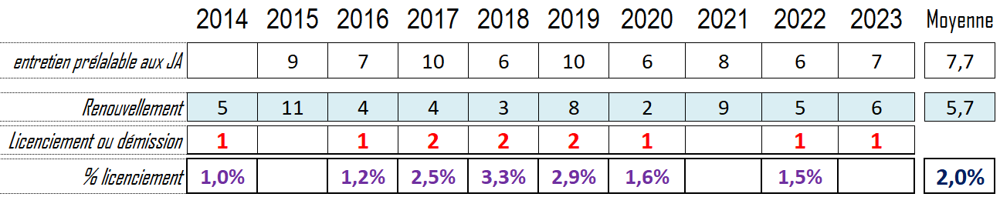 2014 2015 2016 2017 2018 2019 2020 2021 2022 2023 Moyenne
entretien prélalable aux JA 9 7 10 6 10 6 8 6 7 7,7
Renouvellement 5 11 4 4 3 8 2 9 5 6 5,7
Licenciement ou démission 1 1 2 2 2 1 1 1
% licenciement 1,0% 1,2% 2,5% 3,3% 2,9% 1,6% 1,5% 2,0%